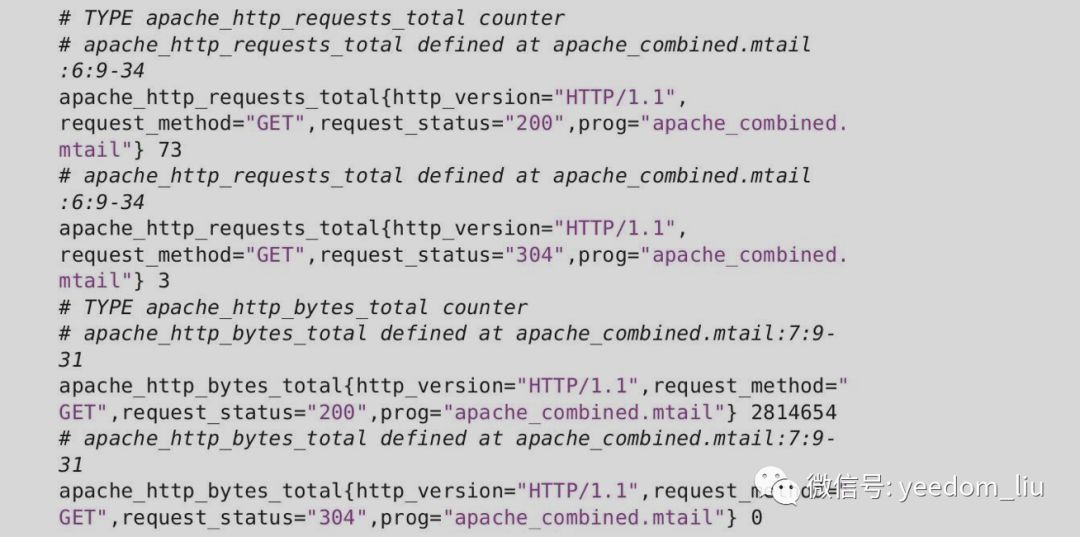 # TYPE apache_http_requests_total counter
# apache_http_requests_total defined at apache_combined.mtail
:6:9-34
apache_http_requests_total{http_version="HTTP/1.1",
request_method="GET",request_status="200",prog="apache_combined.
mtail"} 73
# apache_http_requests_total defined at apache_combined.mtail
:6:9-34
apache_http_requests_total{http_version="HTTP/1.1",
request_method="GET",request_status="304",prog="apache_combined.
mtail"} 3
# TYPE apache_http_bytes_total counter
# apache_http_bytes_total defined at apache_combined.mtail:7:9-
31
apache_http_bytes_total{http_version="HTTP/1.1",request_method="
GET",request_status="200",prog="apache_combined.mtail"} 2814654
# apache_http_bytes_total defined at apache_combined.mtail:7:9-
31
apache_http_bytes_total{http_version="HTTP/1.1",request_method="
GET",request_status="304",prog="apache_combined.mtail"} 0
微信号: yeedom_liu